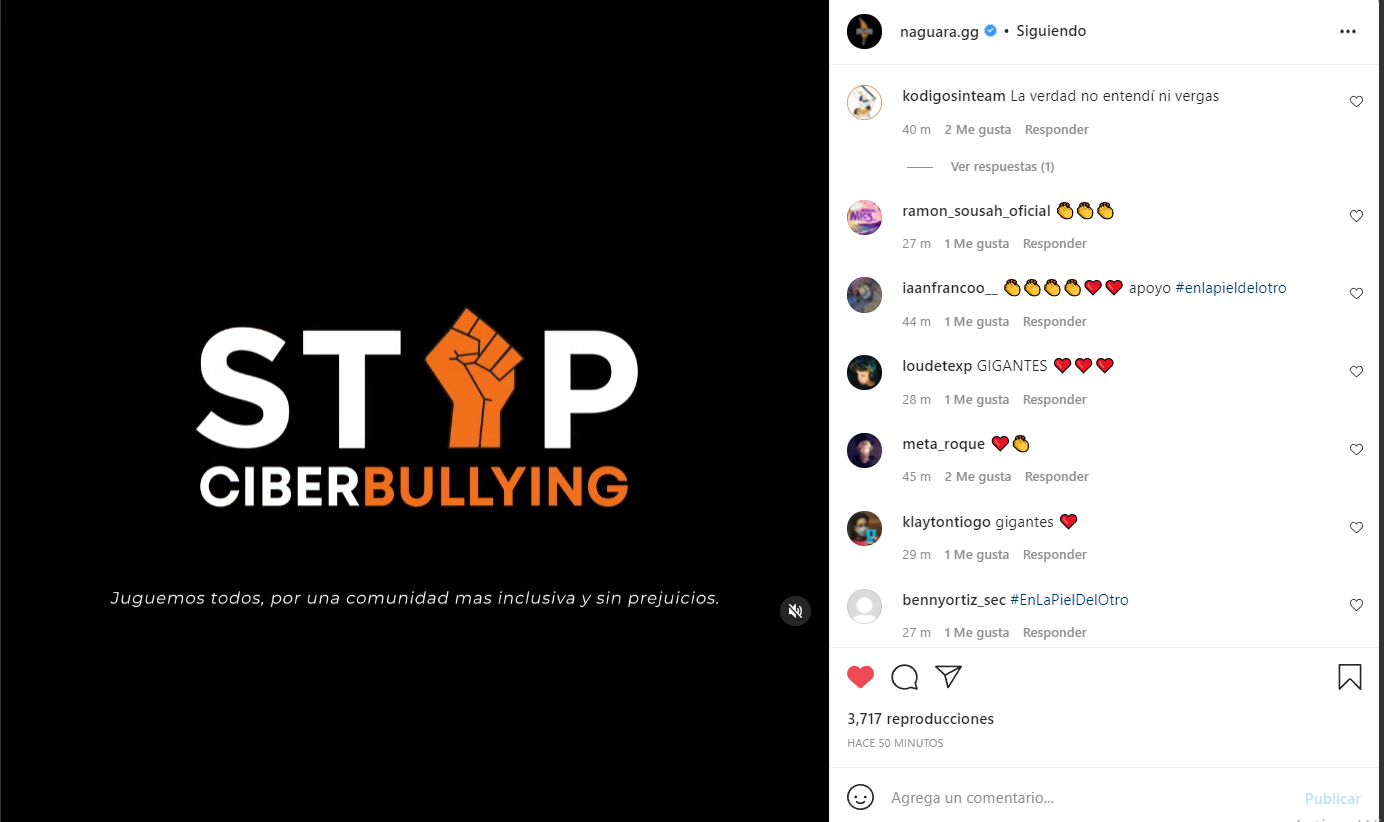 ST P
CIBERBULLYING
Juguemos todos, por una comunidad mas inclusiva y sin prejuicios.
naguara.gg • Siguiendo
kodigosinteam La verdad no entendí ni vergas
40 m 2 Me gusta Responder
Ver respuestas (1)
ramon_sousah_oficial 👏👏👏
27 m 1 Me gusta Responder
iaanfrancoo__ 👏👏👏👏❤️❤️ apoyo #enlapieldelotro
44 m 1 Me gusta Responder
loudetexp GIGANTES ❤️❤️❤️
28 m 1 Me gusta Responder
meta_roque ❤️👏
45 m 2 Me gusta Responder
klaytontiogo gigantes ❤️
29 m 1 Me gusta Responder
bennyortiz_sec #EnLaPielDelOtro
27 m 1 Me gusta Responder
3,717 reproducciones
HACE 50 MINUTOS
Agrega un comentario...
Publicar